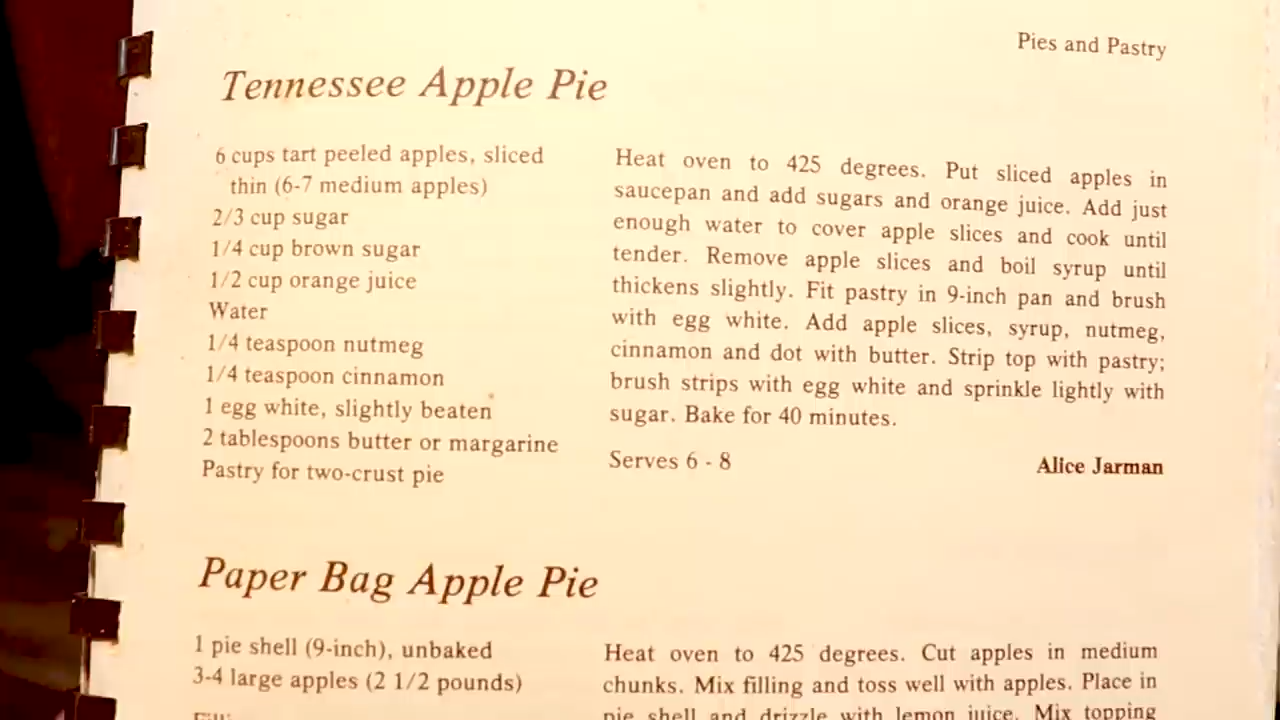 Pies and Pastry
Tennessee Apple Pie
6 cups tart peeled apples, sliced
thin (6-7 medium apples)
2/3 cup sugar
1/4 cup brown sugar
1/2 cup orange juice
Water
1/4 teaspoon nutmeg
1/4 teaspoon cinnamon
1 egg white, slightly beaten
2 tablespoons butter or margarine
Pastry for two-crust pie
Heat oven to 425 degrees. Put sliced apples in
saucepan and add sugars and orange juice. Add just
enough water to cover apple slices and cook until
tender. Remove apple slices and boil syrup until
thickens slightly. Fit pastry in 9-inch pan and brush
with egg white. Add apple slices, syrup, nutmeg,
cinnamon and dot with butter. Strip top with pastry;
brush strips with egg white and sprinkle lightly with
sugar. Bake for 40 minutes.
Serves 6 - 8
Alice Jarman
Paper Bag Apple Pie
1 pie shell (9-inch), unbaked
3-4 large apples (2 1/2 pounds)
Heat oven to 425 degrees. Cut apples in medium
chunks. Mix filling and toss well with apples. Place in
pie shell and drizzle with lemon juice. Mix topping